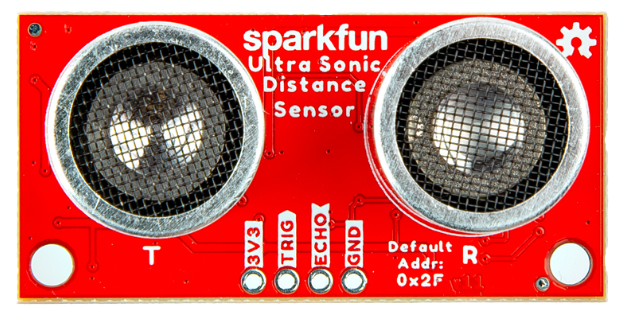 sparkfun
Ultra Sonic
Distance
Sensor
T
3V3
TRIG
ECHO
GND
Default
Addr:
0x2F
R